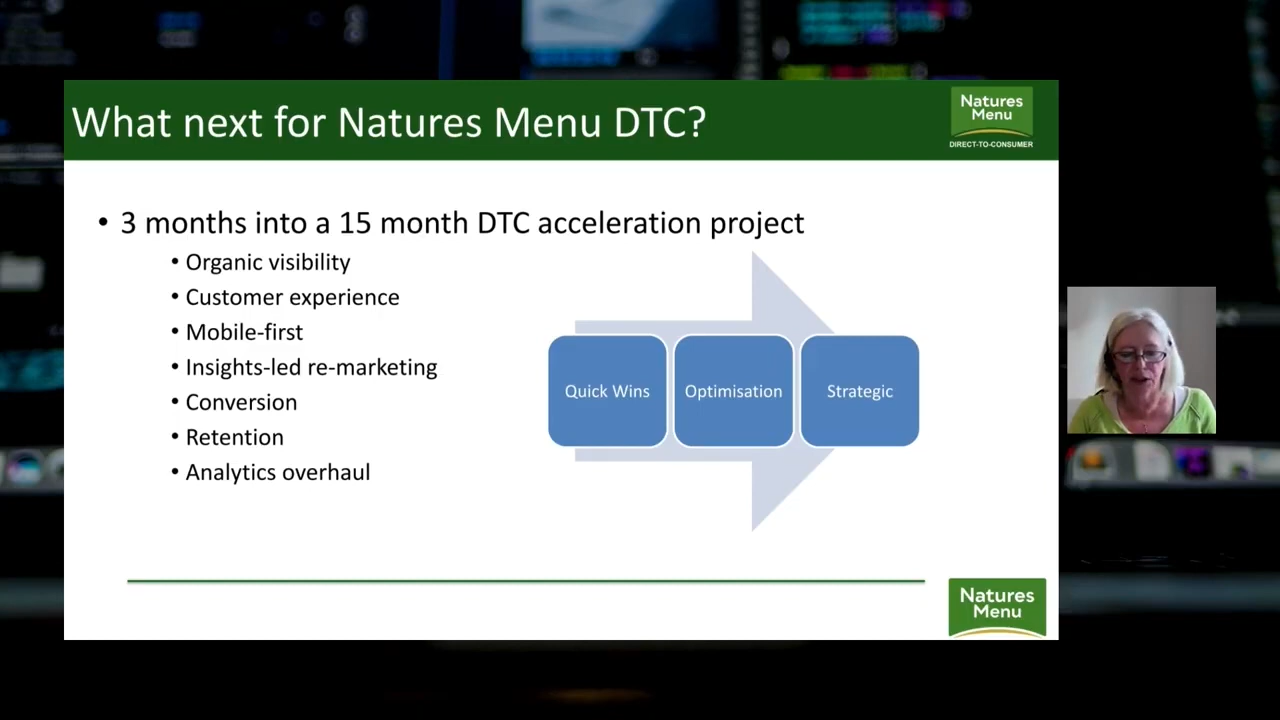 What next for Natures Menu DTC?
Natures
Menu
DIRECT-TO-CONSUMER
• 3 months into a 15 month DTC acceleration project
• Organic visibility
• Customer experience
• Mobile-first
• Insights-led re-marketing
• Conversion
• Retention
• Analytics overhaul
Quick Wins
Optimisation
Strategic
Natures
Menu